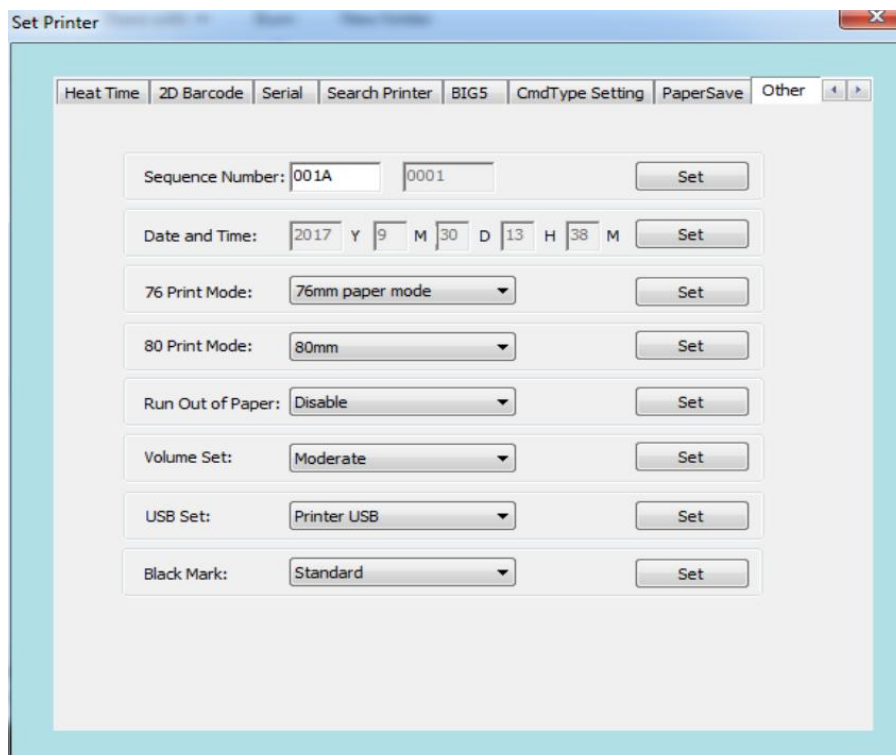 Set Printer
Heat Time 2D Barcode Serial Search Printer BIG5 CmdType Setting PaperSave Other
Sequence Number: 001A 0001 Set
Date and Time: 2017 Y 9 M 30 D 13 H 38 M Set
76 Print Mode: 76mm paper mode Set
80 Print Mode: 80mm Set
Run Out of Paper: Disable Set
Volume Set: Moderate Set
USB Set: Printer USB Set
Black Mark: Standard Set